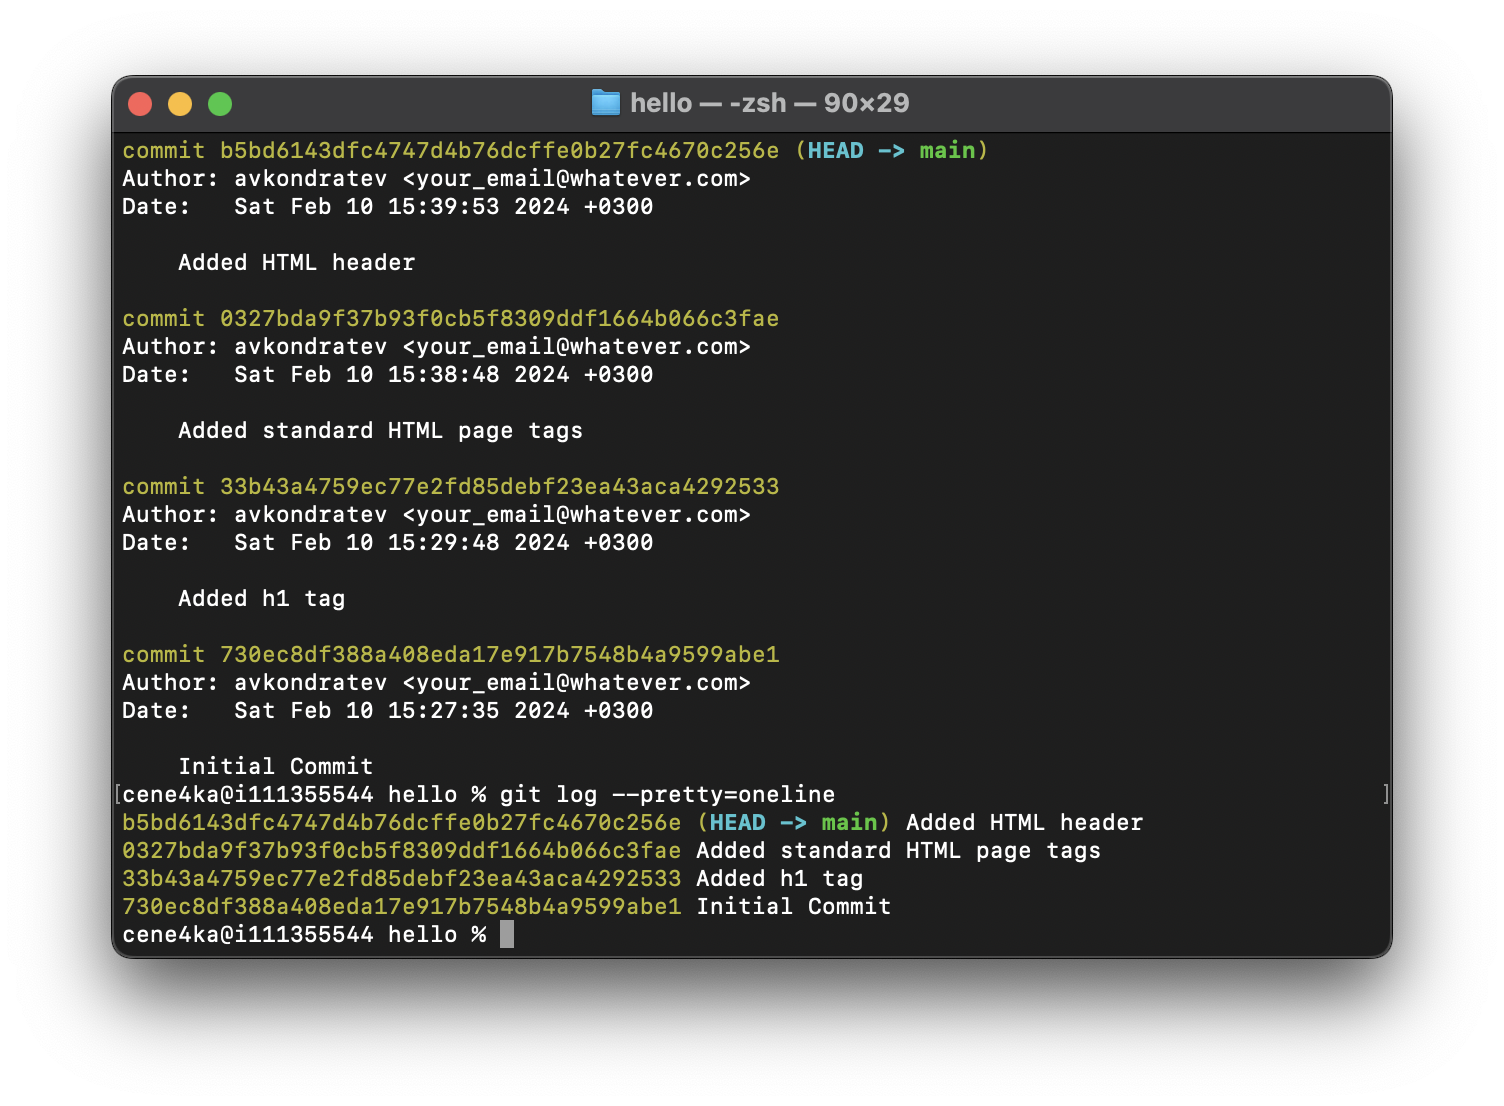 hello — -zsh — 90×29
commit b5bd6143dfc4747d4b76dcffe0b27fc4670c256e (HEAD -> main)
Author: avkondratev <your_email@whatever.com>
Date:   Sat Feb 10 15:39:53 2024 +0300
    Added HTML header
commit 0327bda9f37b93f0cb5f8309ddf1664b066c3fae
Author: avkondratev <your_email@whatever.com>
Date:   Sat Feb 10 15:38:48 2024 +0300
    Added standard HTML page tags
commit 33b43a4759ec77e2fd85debf23ea43aca4292533
Author: avkondratev <your_email@whatever.com>
Date:   Sat Feb 10 15:29:48 2024 +0300
    Added h1 tag
commit 730ec8df388a408eda17e917b7548b4a9599abe1
Author: avkondratev <your_email@whatever.com>
Date:   Sat Feb 10 15:27:35 2024 +0300
    Initial Commit
[cene4ka@i111355544 hello % git log --pretty=oneline ]
b5bd6143dfc4747d4b76dcffe0b27fc4670c256e (HEAD -> main) Added HTML header
0327bda9f37b93f0cb5f8309ddf1664b066c3fae Added standard HTML page tags
33b43a4759ec77e2fd85debf23ea43aca4292533 Added h1 tag
730ec8df388a408eda17e917b7548b4a9599abe1 Initial Commit
cene4ka@i111355544 hello %